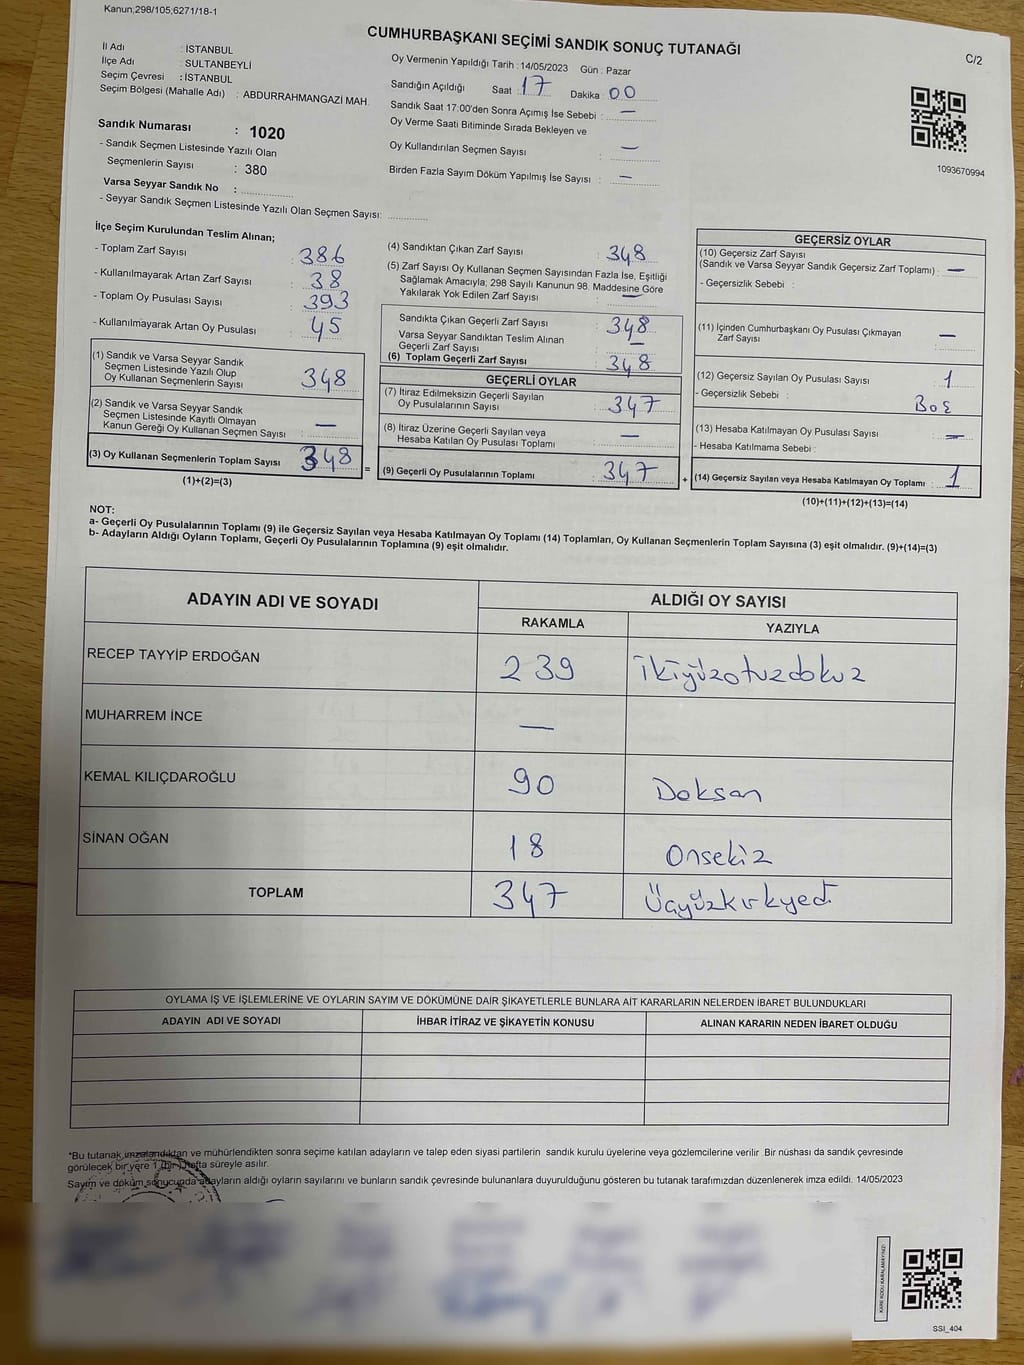 Kanun,298/105,6271/18-1
CUMHURBAŞKANI SEÇİMİ SANDIK SONUÇ TUTANAĞI
C/2
İl Adı : İSTANBUL
İlçe Adı : SULTANBEYLİ
Seçim Çevresi : İSTANBUL
Seçim Bölgesi (Mahalle Adı) : ABDURRAHMANGAZİ MAH.
Sandık Numarası : 1020
- Sandık Seçmen Listesinde Yazılı Olan
Seçmenlerin Sayısı : 380
Varsa Seyyar Sandık No :
- Seyyar Sandık Seçmen Listesinde Yazılı Olan Seçmen Sayısı:
Oy Vermenin Yapıldığı Tarih : 14/05/2023 Gün : Pazar
Sandığın Açıldığı Saat 17 Dakika 00
Sandık Saat 17:00'den Sonra Açımış İse Sebebi : —
Oy Verme Saati Bitiminde Sırada Bekleyen ve
Oy Kullandırılan Seçmen Sayısı : —
Birden Fazla Sayım Döküm Yapılmış İse Sayısı : —
1093670994
İlçe Seçim Kurulundan Teslim Alınan;
- Toplam Zarf Sayısı : 386
- Kullanılmayarak Artan Zarf Sayısı : 38
- Toplam Oy Pusulası Sayısı : 393
- Kullanılmayarak Artan Oy Pusulası : 45
(1) Sandık ve Varsa Seyyar Sandık
Seçmen Listesinde Yazılı Olup
Oy Kullanan Seçmenlerin Sayısı : 348
(2) Sandık ve Varsa Seyyar Sandık
Seçmen Listesinde Kayıtlı Olmayan
Kanun Gereği Oy Kullanan Seçmen Sayısı : —
(3) Oy Kullanan Seçmenlerin Toplam Sayısı : 348
(1)+(2)=(3)
=
(4) Sandıktan Çıkan Zarf Sayısı : 348
(5) Zarf Sayısı Oy Kullanan Seçmen Sayısından Fazla İse, Eşitliği
Sağlamak Amacıyla; 298 Sayılı Kanunun 98. Maddesine Göre
Yakılarak Yok Edilen Zarf Sayısı : —
Sandıkta Çıkan Geçerli Zarf Sayısı : 348
Varsa Seyyar Sandıktan Teslim Alınan
Geçerli Zarf Sayısı : —
(6) Toplam Geçerli Zarf Sayısı : 348
GEÇERLİ OYLAR
(7) İtiraz Edilmeksizin Geçerli Sayılan
Oy Pusulalarının Sayısı : 347
(8) İtiraz Üzerine Geçerli Sayılan veya
Hesaba Katılan Oy Pusulası Toplamı : —
(9) Geçerli Oy Pusulalarının Toplamı : 347
+
GEÇERSİZ OYLAR
(10) Geçersiz Zarf Sayısı
(Sandık ve Varsa Seyyar Sandık Geçersiz Zarf Toplamı) : —
- Geçersizlik Sebebi :
(11) İçinden Cumhurbaşkanı Oy Pusulası Çıkmayan
Zarf Sayısı : —
(12) Geçersiz Sayılan Oy Pusulası Sayısı : 1
- Geçersizlik Sebebi : Boş
(13) Hesaba Katılmayan Oy Pusulası Sayısı : —
- Hesaba Katılmama Sebebi :
(14) Geçersiz Sayılan veya Hesaba Katılmayan Oy Toplamı : 1
(10)+(11)+(12)+(13)=(14)
NOT:
a- Geçerli Oy Pusulalarının Toplamı (9) ile Geçersiz Sayılan veya Hesaba Katılmayan Oy Toplamı (14) Toplamları, Oy Kullanan Seçmenlerin Toplam Sayısına (3) eşit olmalıdır. (9)+(14)=(3)
b- Adayların Aldığı Oyların Toplamı, Geçerli Oy Pusulalarının Toplamına (9) eşit olmalıdır.
ADAYIN ADI VE SOYADI ALDIĞI OY SAYISI
RAKAMLA YAZIYLA
RECEP TAYYİP ERDOĞAN 239 ikiyüzotuzdokuz
MUHARREM İNCE —
KEMAL KILIÇDAROĞLU 90 Doksan
SİNAN OĞAN 18 Onsekiz
TOPLAM 347 Üçyüzkırkyedi
OYLAMA İŞ VE İŞLEMLERİNE VE OYLARIN SAYIM VE DÖKÜMÜNE DAİR ŞİKAYETLERLE BUNLARA AİT KARARLARIN NELERDEN İBARET BULUNDUKLARI
ADAYIN ADI VE SOYADI İHBAR İTİRAZ VE ŞİKAYETİN KONUSU ALINAN KARARIN NEDEN İBARET OLDUĞU
*Bu tutanak imzalandıktan ve mühürlendikten sonra seçime katılan adayların ve talep eden siyasi partilerin sandık kurulu üyelerine veya gözlemcilerine verilir Bir nüshası da sandık çevresinde
görülecek bir yere 1 (bir) hafta süreyle asılır.
Sayım ve döküm sonucunda adayların aldığı oyların sayılarını ve bunların sandık çevresinde bulunanlara duyurulduğunu gösteren bu tutanak tarafımızdan düzenlenerek imza edildi. 14/05/2023
KARE KODU KARALAMAYINIZ!
SSI_404